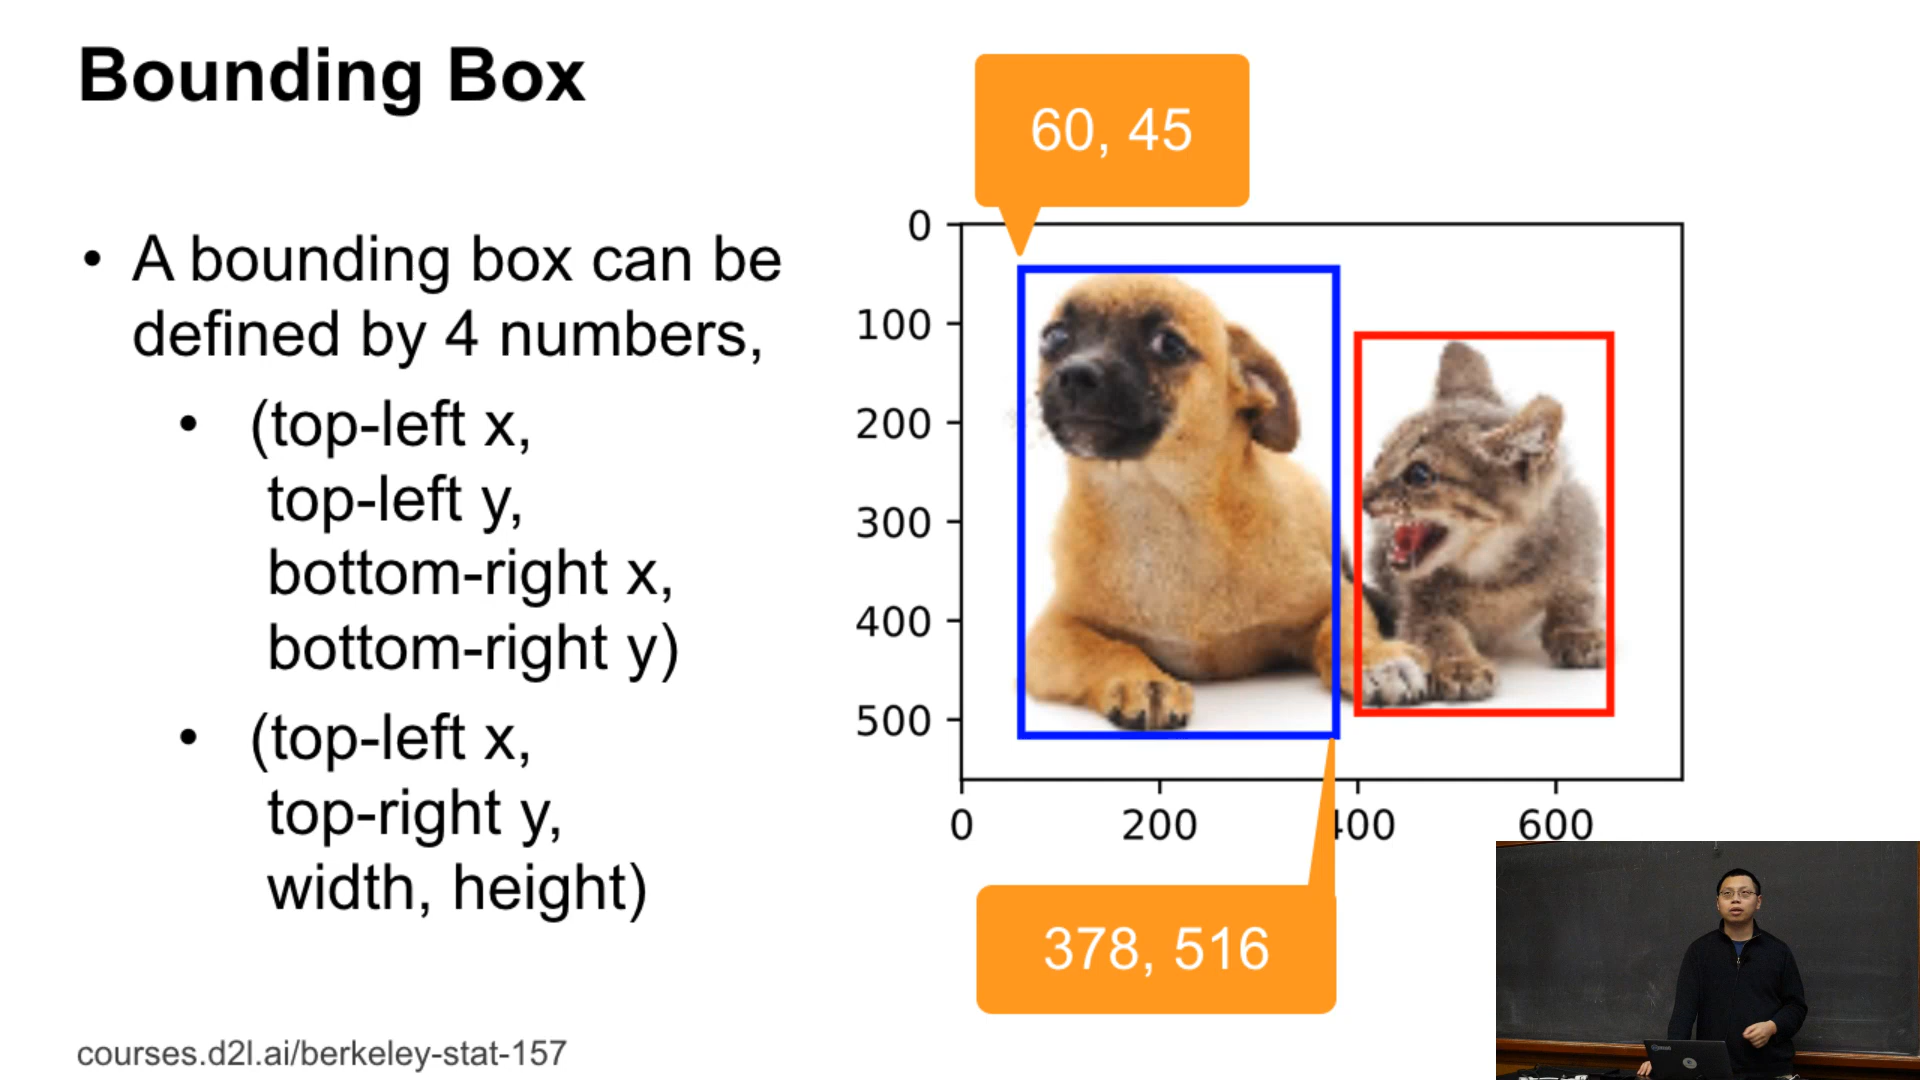 Bounding Box
• A bounding box can be
defined by 4 numbers,
• (top-left x,
top-left y,
bottom-right x,
bottom-right y)
• (top-left x,
top-right y,
width, height)
60, 45
0
100
200
300
400
500
0 200 400 600
378, 516
courses.d2l.ai/berkeley-stat-157